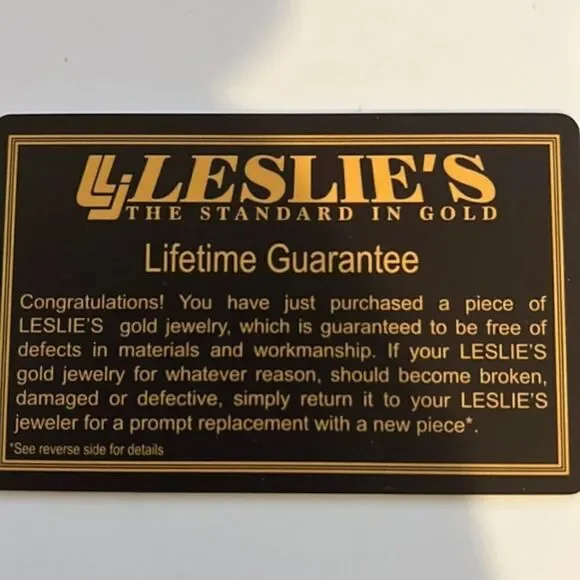 LLJ LESLIE'S
THE STANDARD IN GOLD
Lifetime Guarantee
Congratulations! You have just purchased a piece of
LESLIE'S gold jewelry, which is guaranteed to be free of
defects in materials and workmanship. If your LESLIE'S
gold jewelry for whatever reason, should become broken,
damaged or defective, simply return it to your LESLIE'S
jeweler for a prompt replacement with a new piece*.
*See reverse side for details